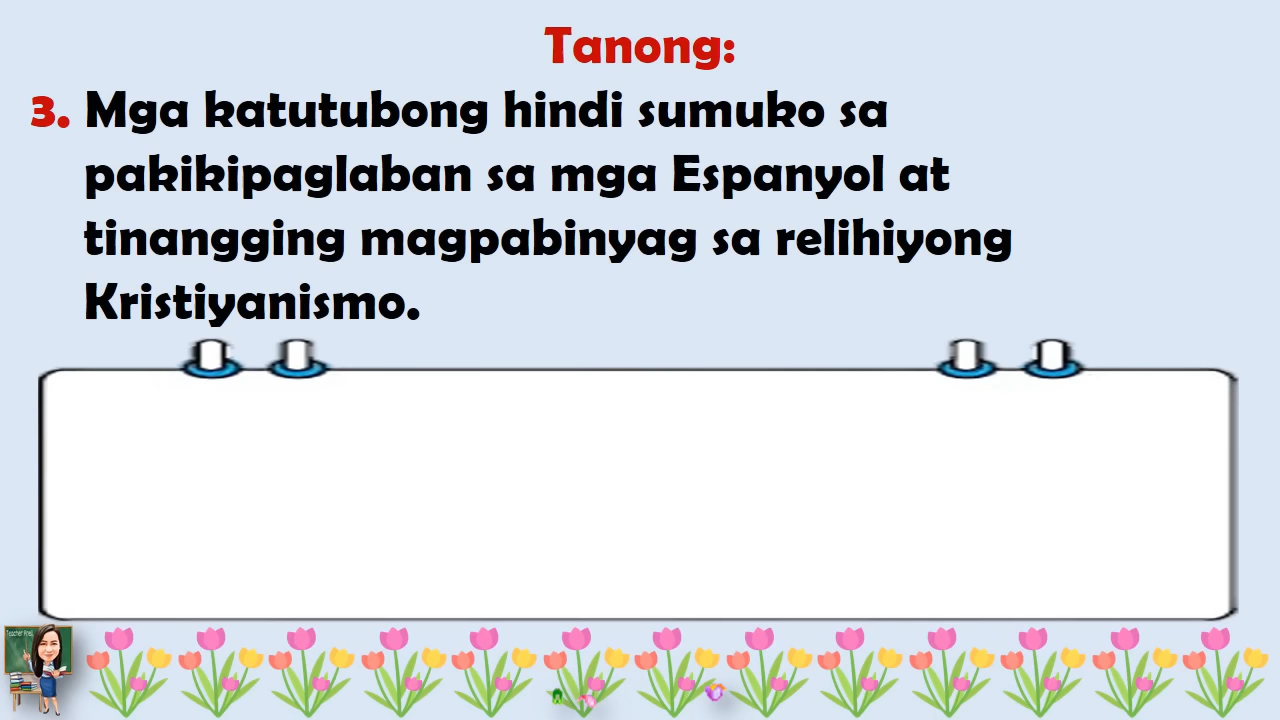 Tanong:
3. Mga katutubong hindi sumuko sa
pakikipaglaban sa mga Espanyol at
tinangging magpabinyag sa relihiyong
Kristiyanismo.